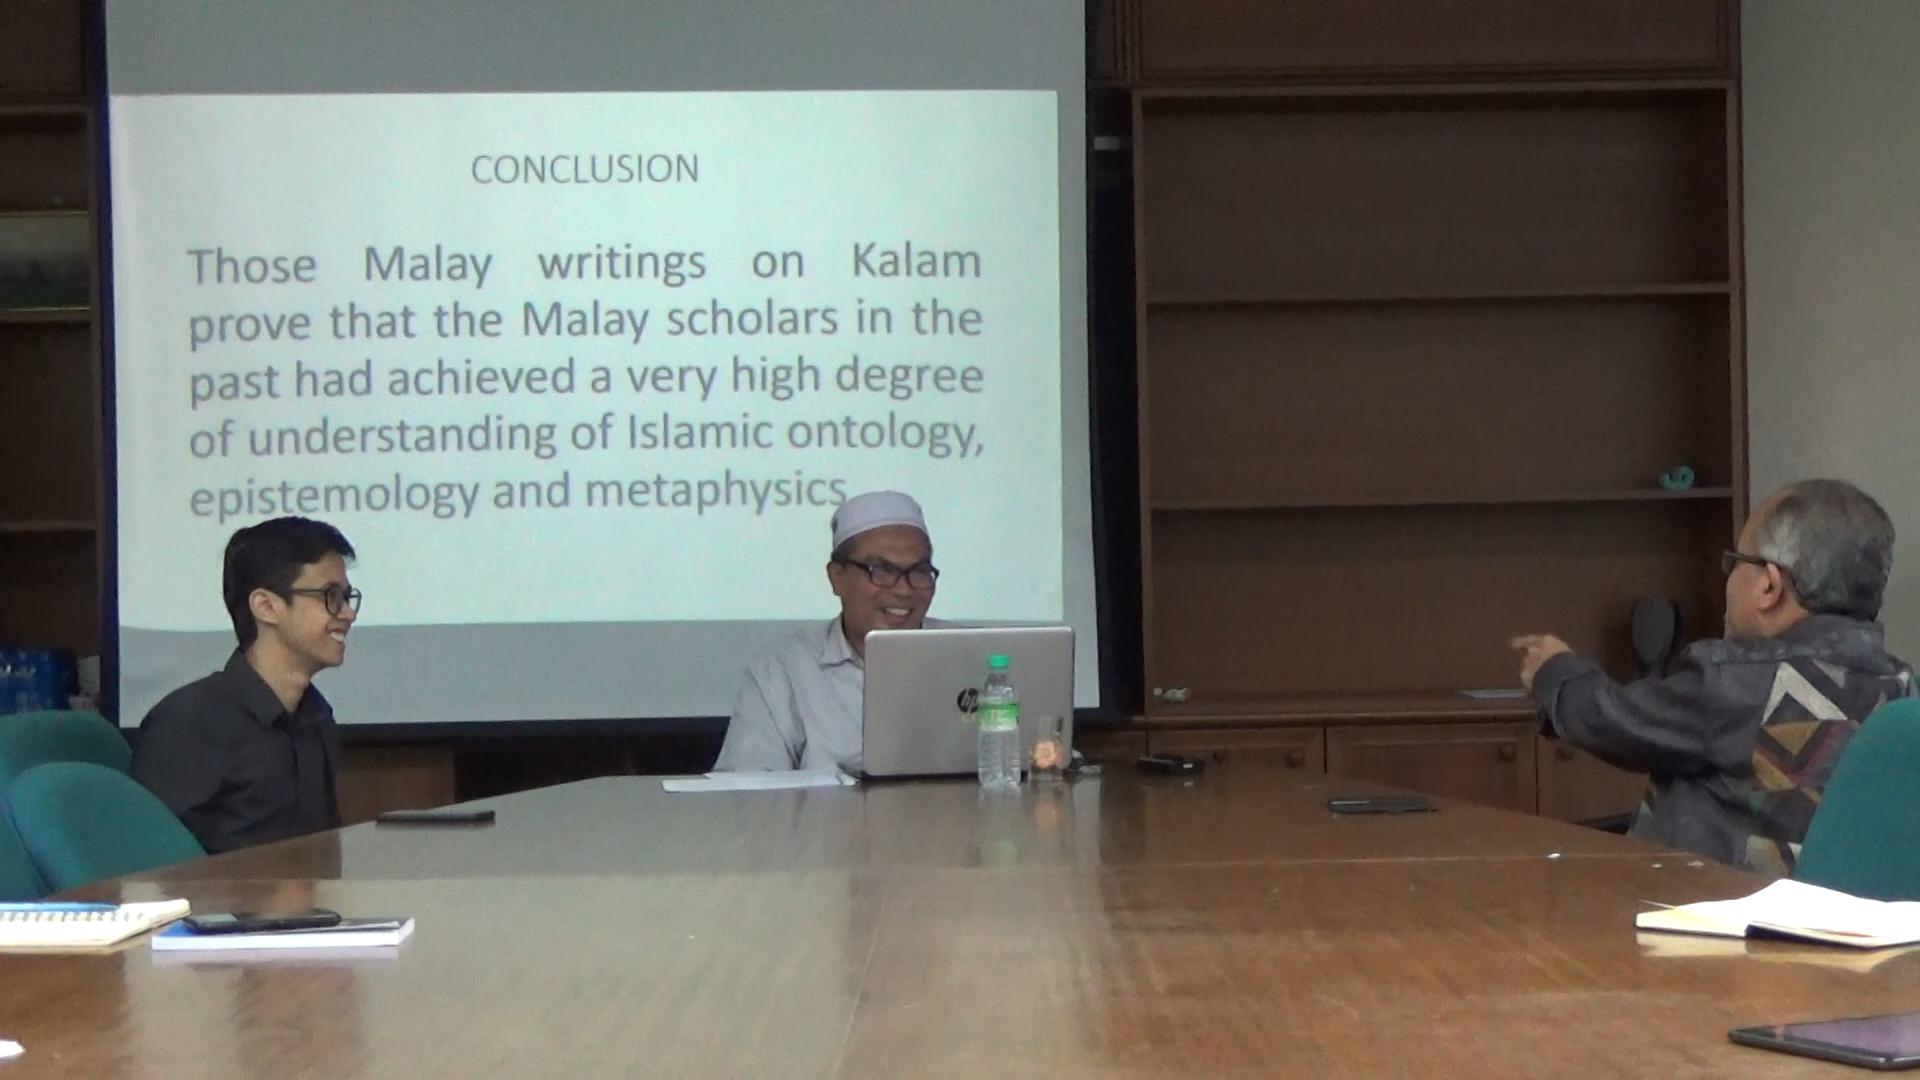 CONCLUSION
Those Malay writings on Kalam
prove that the Malay scholars in the
past had achieved a very high degree
of understanding of Islamic ontology,
epistemology and metaphysics
hp